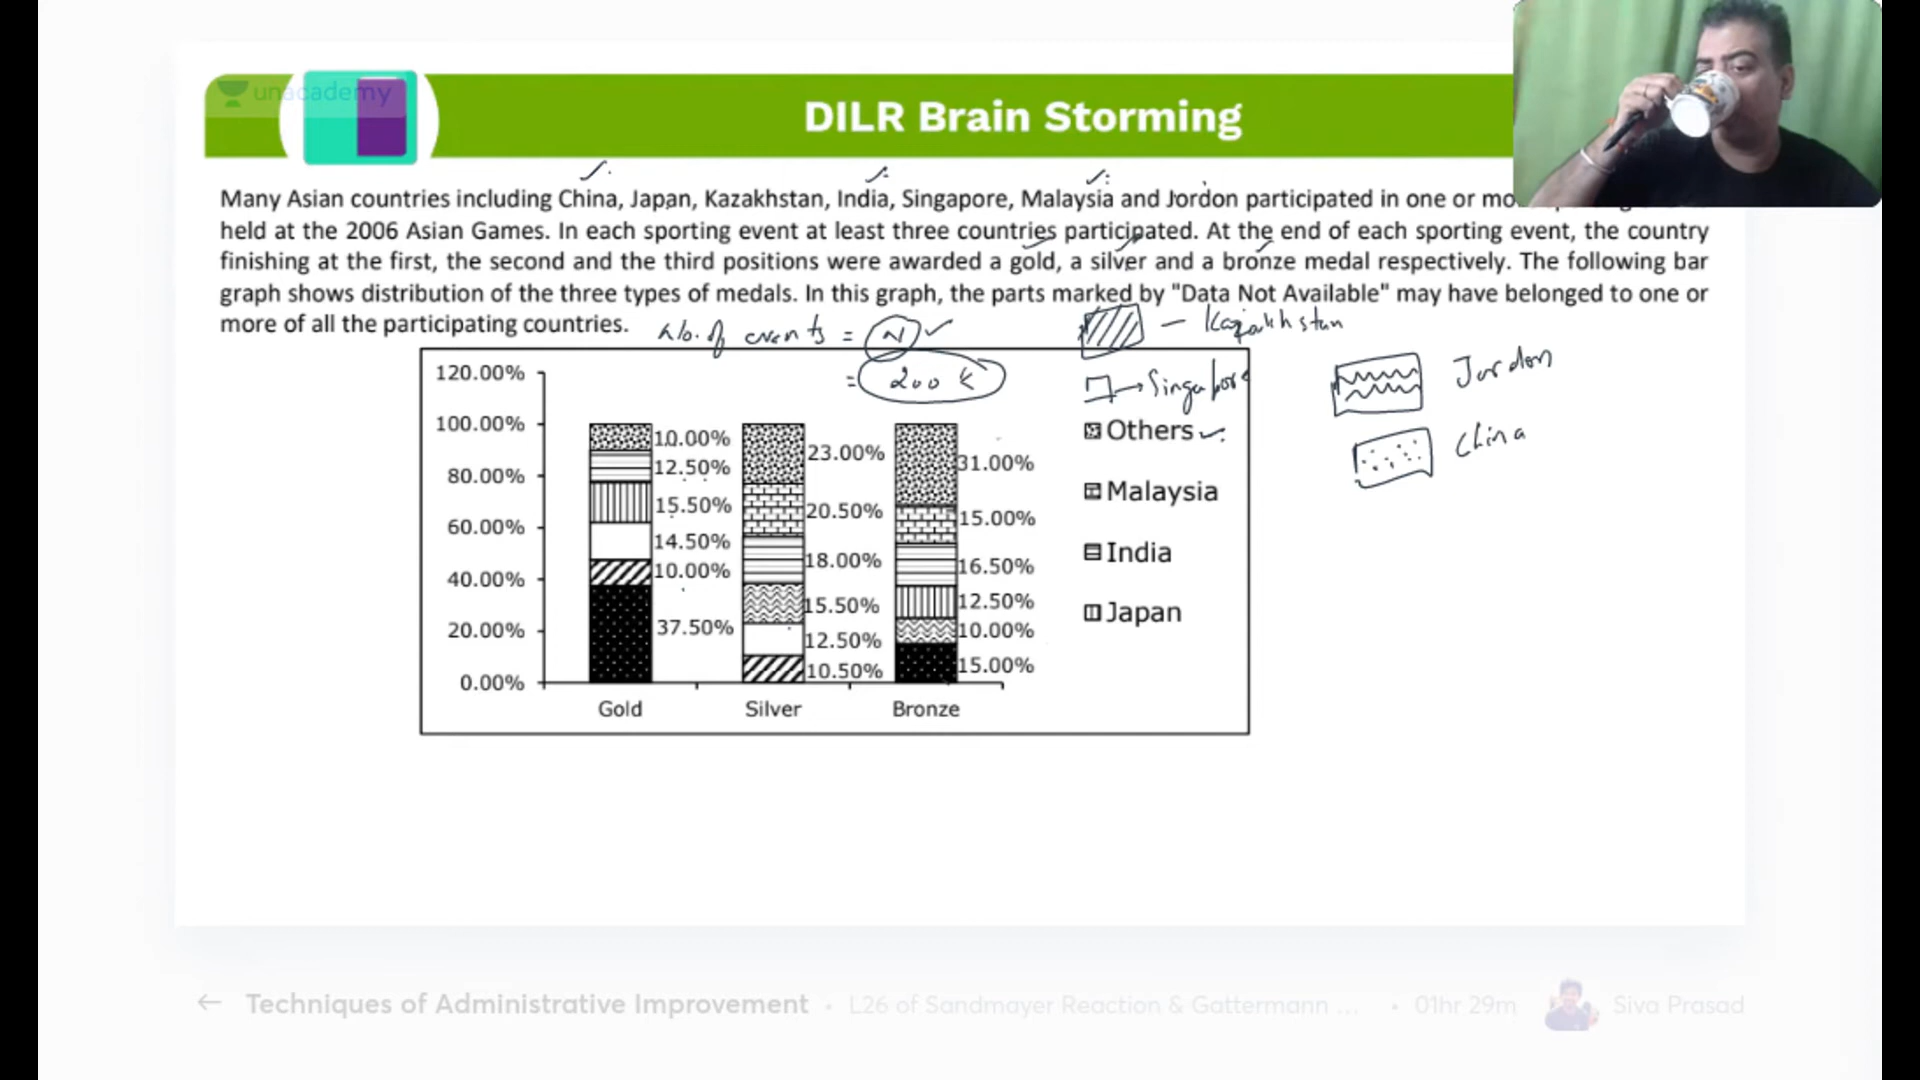 unacademy
DILR Brain Storming
Many Asian countries including China, Japan, Kazakhstan, India, Singapore, Malaysia and Jordon participated in one or mo
held at the 2006 Asian Games. In each sporting event at least three countries participated. At the end of each sporting event, the country
finishing at the first, the second and the third positions were awarded a gold, a silver and a bronze medal respectively. The following bar
graph shows distribution of the three types of medals. In this graph, the parts marked by "Data Not Available" may have belonged to one or
more of all the participating countries.
No. of events = N
= 200 K
Kazakhstan
Singapore
Jordon
China
120.00%
100.00%
80.00%
60.00%
40.00%
20.00%
0.00%
10.00%
12.50%
15.50%
14.50%
10.00%
37.50%
23.00%
20.50%
18.00%
15.50%
12.50%
10.50%
31.00%
15.00%
16.50%
12.50%
10.00%
15.00%
Gold Silver Bronze
Others
Malaysia
India
Japan
Techniques of Administrative Improvement • L26 of Sandmayer Reaction & Gattermann ... • 01hr 29m Siva Prasad